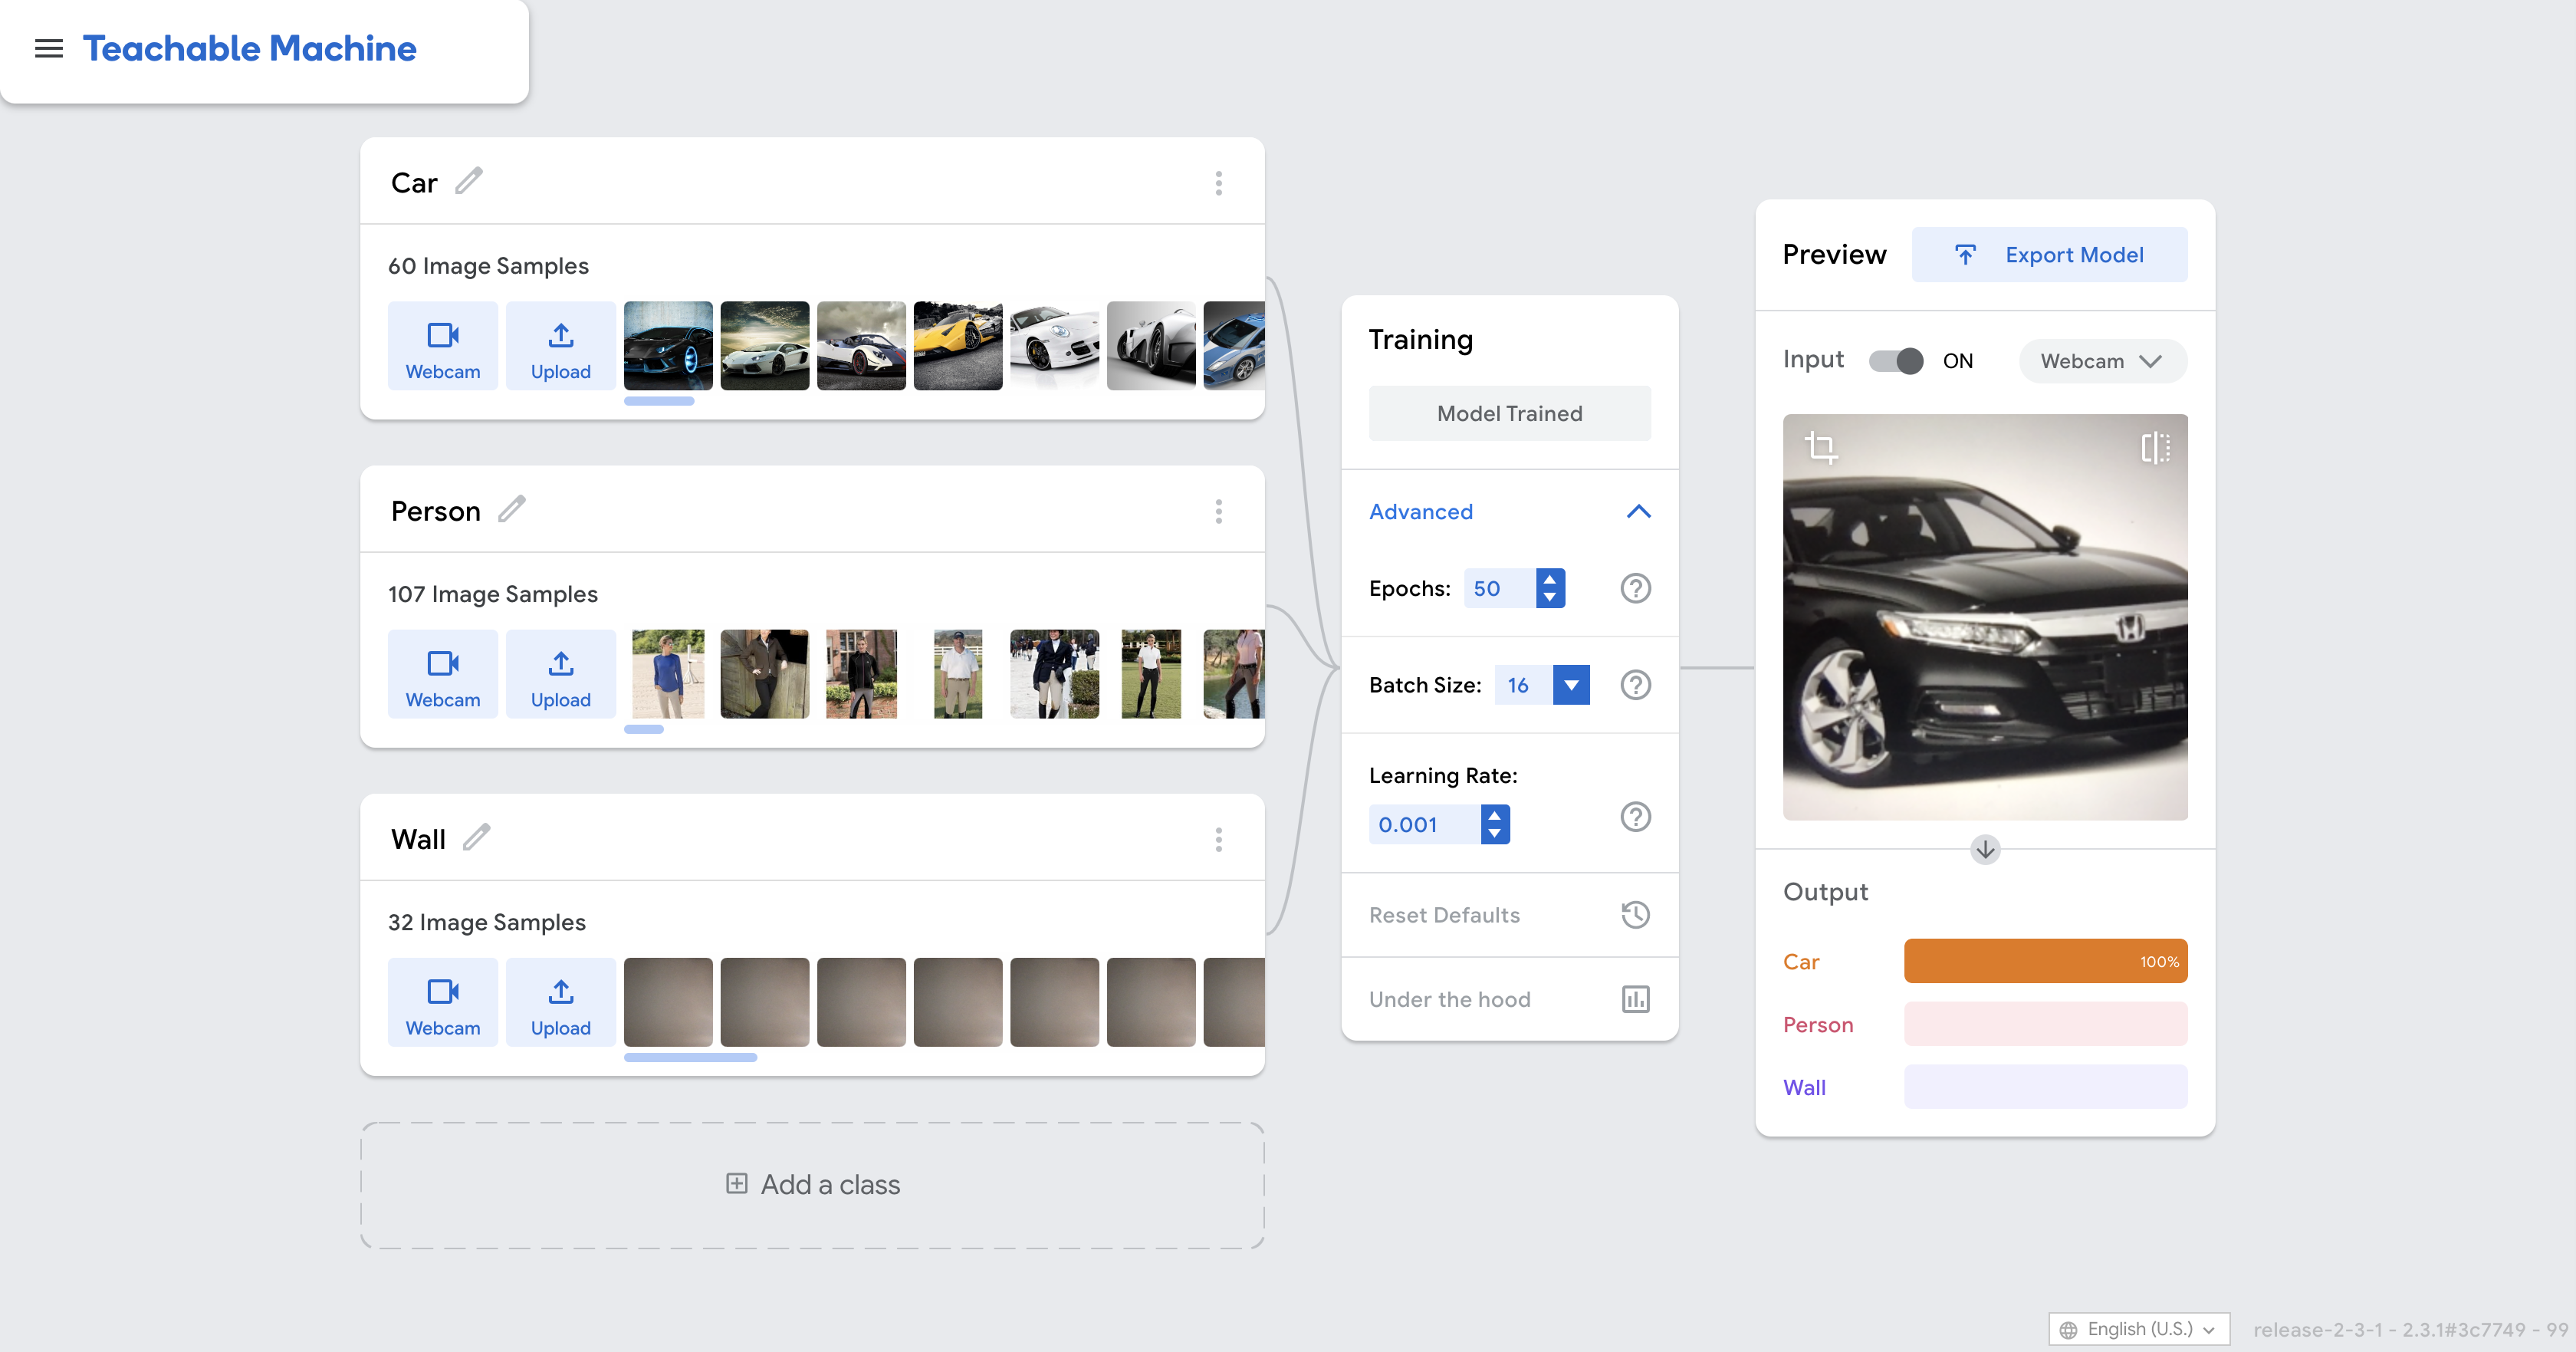 Teachable Machine
Car
60 Image Samples
Webcam
Upload
Person
107 Image Samples
Webcam
Upload
Wall
32 Image Samples
Webcam
Upload
Add a class
Training
Model Trained
Advanced
Epochs: 50
Batch Size: 16
Learning Rate:
0.001
Reset Defaults
Under the hood
Preview
Export Model
Input ON Webcam
Output
Car 100%
Person
Wall
English (U.S.)
release-2-3-1 - 2.3.1#3c7749 - 99